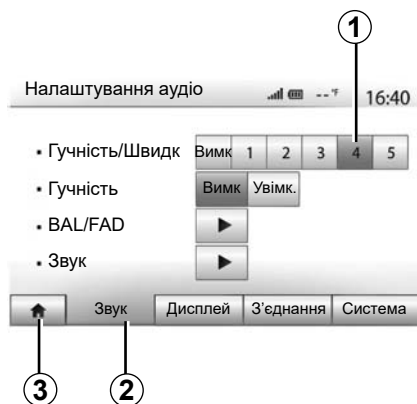 1
Налаштування аудіо --°F 16:40
• Гучність/Швидк Вимк 1 2 3 4 5
• Гучність Вимк Увімк.
• BAL/FAD
• Звук
Звук Дисплей З’єднання Система
3 2